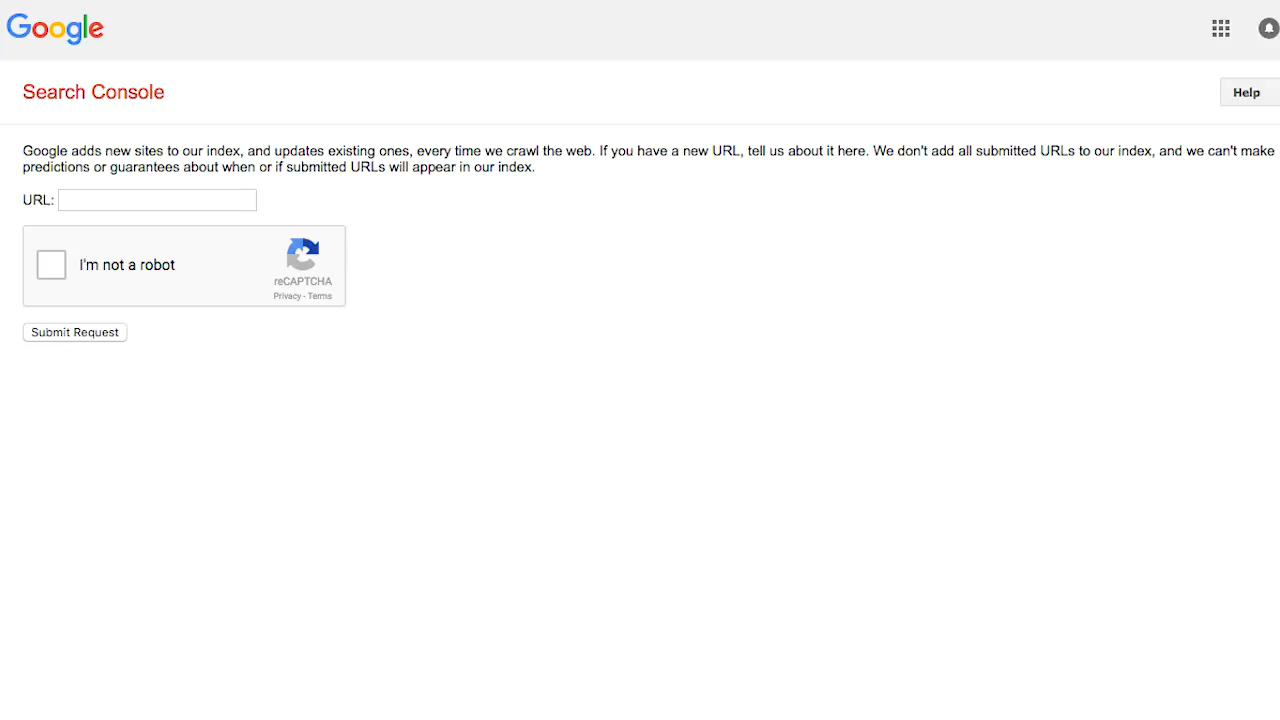 Google
Search Console
Help
Google adds new sites to our index, and updates existing ones, every time we crawl the web. If you have a new URL, tell us about it here. We don't add all submitted URLs to our index, and we can't make
predictions or guarantees about when or if submitted URLs will appear in our index.
URL:
I'm not a robot
reCAPTCHA
Privacy - Terms
Submit Request